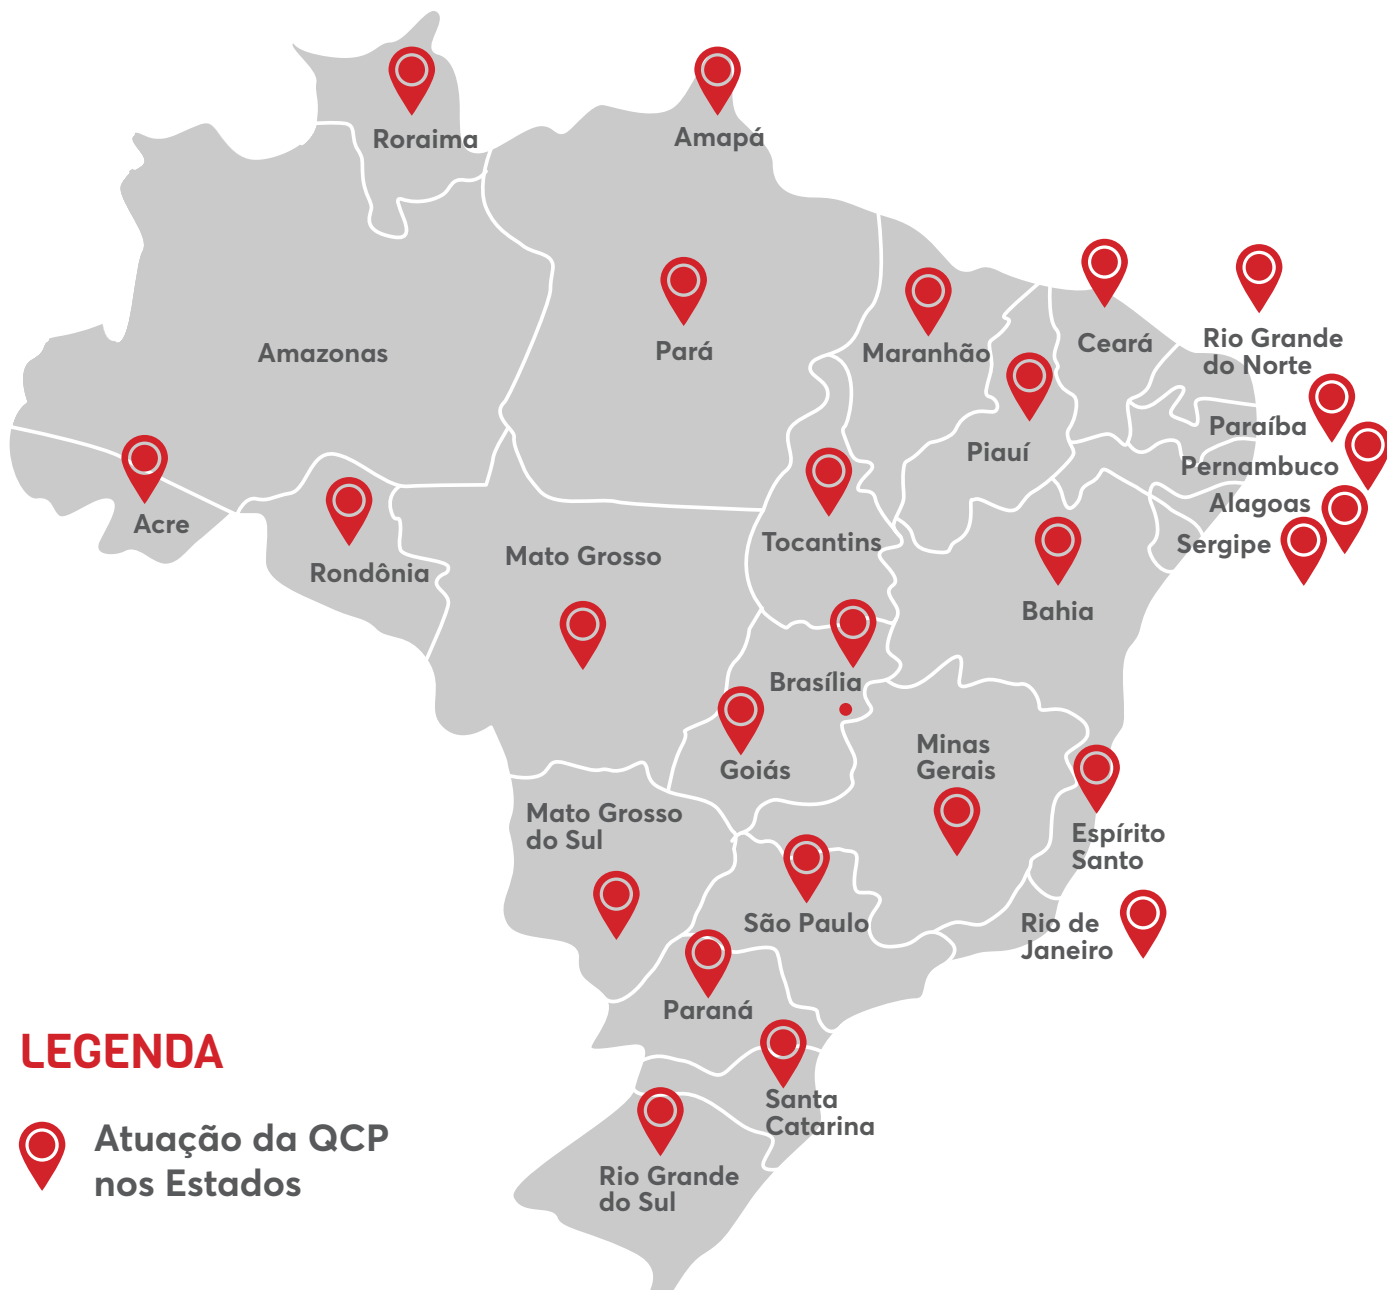 Roraima
Amapá
Amazonas
Pará
Maranhão
Ceará
Rio Grande
do Norte
Piauí
Paraíba
Pernambuco
Alagoas
Sergipe
Acre
Rondônia
Mato Grosso
Tocantins
Bahia
Brasília
Goiás
Minas
Gerais
Mato Grosso
do Sul
Espírito
Santo
São Paulo
Rio de
Janeiro
Paraná
Santa
Catarina
Rio Grande
do Sul
LEGENDA
Atuação da QCP
nos Estados